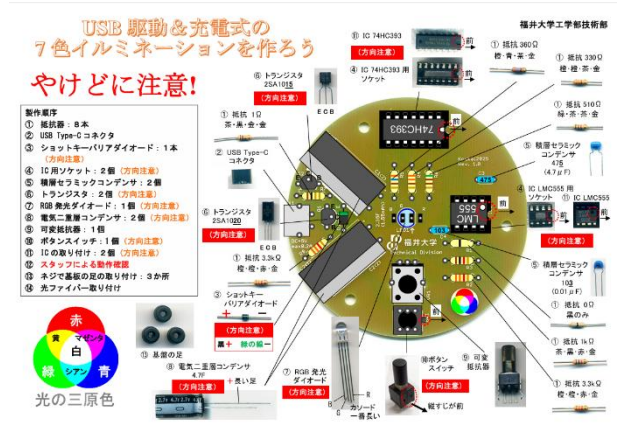 USB 駆動＆充電式の
7色イルミネーションを作ろう
福井大学工学部技術部
やけどに注意!
製作順序
① 抵抗器：８本
② USB Type-C コネクタ
③ ショットキーバリアダイオード：１本
（方向注意）
④ IC用ソケット：２個（方向注意）
⑤ 積層セラミックコンデンサ：２個
⑥ トランジスタ：２個（方向注意）
⑦ RGB発光ダイオード：１個（方向注意）
⑧ 電気二重層コンデンサ：２個（方向注意）
⑨ 可変抵抗器：１個
⑩ ボタンスイッチ：1個（方向注意）
⑪ ICの取り付け：２個（方向注意）
⑫ スタッフによる動作確認
⑬ ネジで基板の足の取り付け：３か所
⑭ 光ファイバー取り付け
⑪ IC 74HC393
（方向注意）
前
④ IC 74HC393 用
ソケット
前
① 抵抗 360Ω
橙・青・茶・金
① 抵抗 330Ω
橙・橙・茶・金
① 抵抗 510Ω
緑・茶・茶・金
⑤ 積層セラミック
コンデンサ
475
(4.7μF)
⑥ トランジスタ
2SA1015
（方向注意）
E C B
① 抵抗 1Ω
茶・黒・金・金
② USB Type-C
コネクタ
⑥ トランジスタ
2SA1020
（方向注意）
E C B
① 抵抗 3.3kΩ
橙・橙・赤・金
③ ショットキー
バリアダイオード
＋ －
（方向注意）
黒＋ 緑の線－
74HC393
前
LMC
555
前
475
103
福井大学
Technical Division
④ IC LMC555 用
ソケット
前
⑪ IC LMC555
前
（方向注意）
⑤ 積層セラミック
コンデンサ
103
(0.01μF)
① 抵抗 0Ω
黒のみ
① 抵抗 1kΩ
茶・黒・赤・金
① 抵抗 3.3kΩ
橙・橙・赤・金
前
赤
黄
マゼンタ
白
緑
シアン
青
光の三原色
⑬ 基盤の足
⑧ 電気二重層コンデンサ
4.7F
（方向注意）
＋長い足
⑦ RGB 発光
ダイオード
（方向注意）
B
G
R
カソード
一番長い
⑩ボタン
スイッチ
（方向注意）
縦すじが前
⑨ 可変
抵抗器